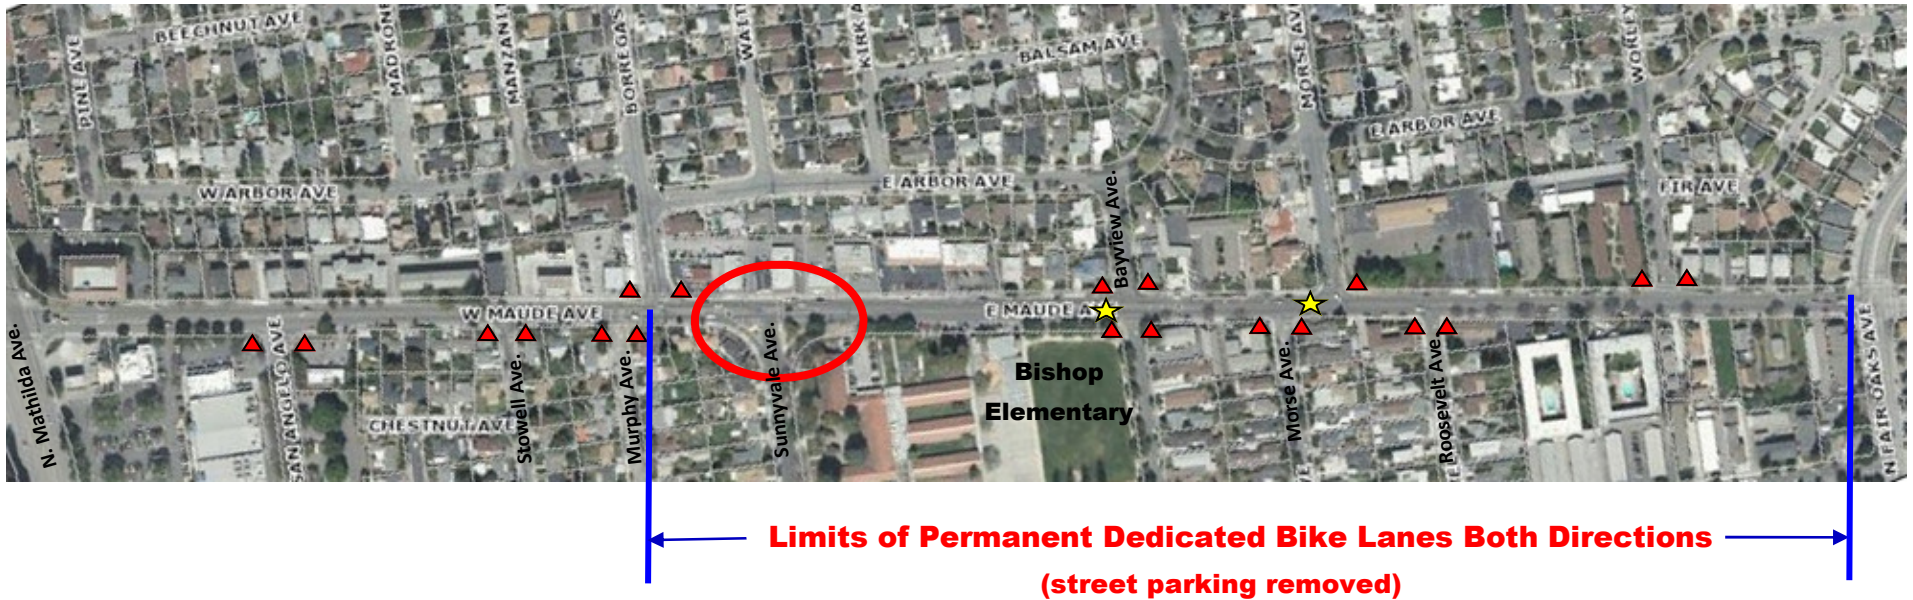 BEECHNUT AVE
PINE AVE
MADRONE
MANZANIT
BORREGAS
WALT
KIRK A
BALSAM AVE
MORSE AVE
WORLEY
E ARBOR AVE
W ARBOR AVE
E ARBOR AVE
FIR AVE
Bayview Ave.
W MAUDE AVE
E MAUDE A
N. Mathilda Ave.
SAN ANGELO AVE
CHESTNUT AVE
Stowell Ave.
Murphy Ave.
Sunnyvale Ave.
Bishop
Elementary
Morse Ave.
Roosevelt Ave.
N FAIR OAKS AVE
Limits of Permanent Dedicated Bike Lanes Both Directions
(street parking removed)